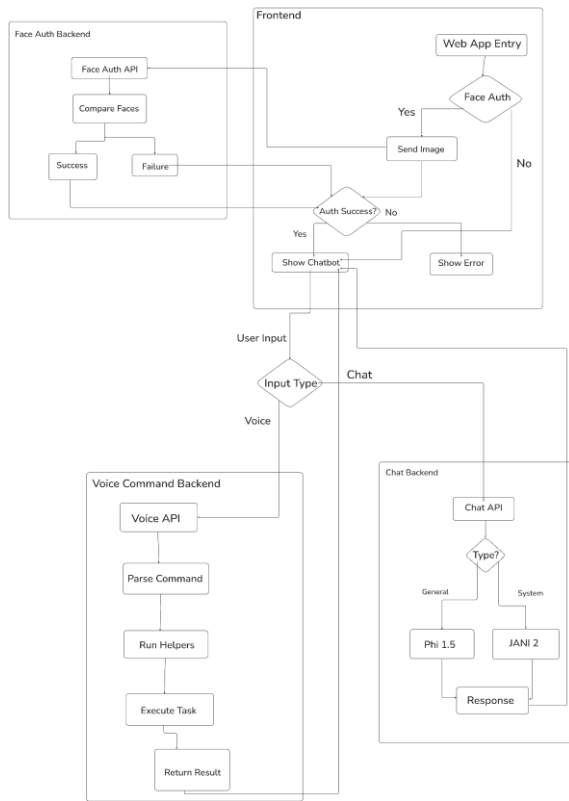 Face Auth Backend
Face Auth API
Compare Faces
Success
Failure
Frontend
Web App Entry
Face Auth
Yes
No
Send Image
Auth Success?
No
Yes
Show Chatbot
Show Error
User Input
Input Type
Chat
Voice
Voice Command Backend
Voice API
Parse Command
Run Helpers
Execute Task
Return Result
Chat Backend
Chat API
Type?
General
System
Phi 1.5
JANI 2
Response